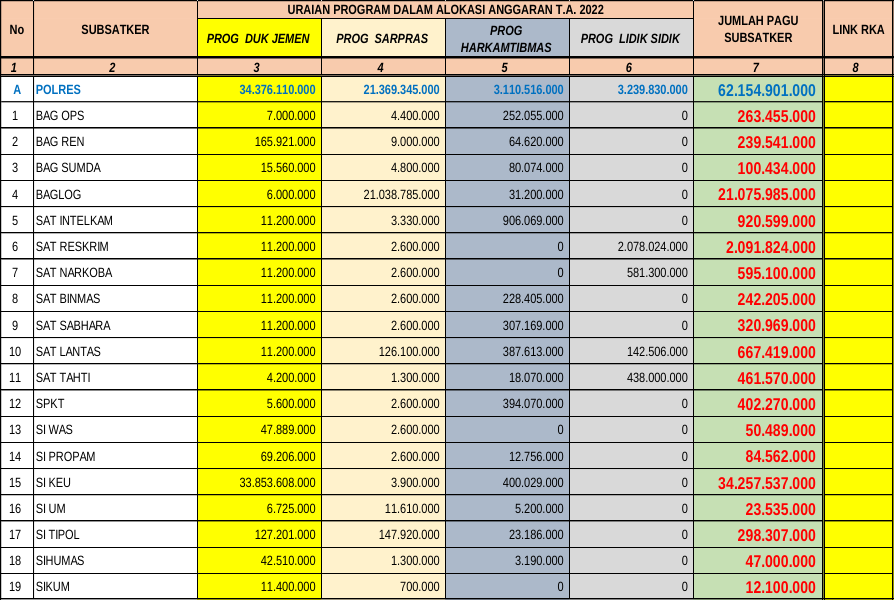 URAIAN PROGRAM DALAM ALOKASI ANGGARAN T.A. 2022
No SUBSATKER PROG DUK JEMEN PROG SARPRAS PROG HARKAMTIBMAS PROG LIDIK SIDIK JUMLAH PAGU SUBSATKER LINK RKA
1 2 3 4 5 6 7 8
A POLRES 34.376.110.000 21.369.345.000 3.110.516.000 3.239.830.000 62.154.901.000
1 BAG OPS 7.000.000 4.400.000 252.055.000 0 263.455.000
2 BAG REN 165.921.000 9.000.000 64.620.000 0 239.541.000
3 BAG SUMDA 15.560.000 4.800.000 80.074.000 0 100.434.000
4 BAGLOG 6.000.000 21.038.785.000 31.200.000 0 21.075.985.000
5 SAT INTELKAM 11.200.000 3.330.000 906.069.000 0 920.599.000
6 SAT RESKRIM 11.200.000 2.600.000 0 2.078.024.000 2.091.824.000
7 SAT NARKOBA 11.200.000 2.600.000 0 581.300.000 595.100.000
8 SAT BINMAS 11.200.000 2.600.000 228.405.000 0 242.205.000
9 SAT SABHARA 11.200.000 2.600.000 307.169.000 0 320.969.000
10 SAT LANTAS 11.200.000 126.100.000 387.613.000 142.506.000 667.419.000
11 SAT TAHTI 4.200.000 1.300.000 18.070.000 438.000.000 461.570.000
12 SPKT 5.600.000 2.600.000 394.070.000 0 402.270.000
13 SI WAS 47.889.000 2.600.000 0 0 50.489.000
14 SI PROPAM 69.206.000 2.600.000 12.756.000 0 84.562.000
15 SI KEU 33.853.608.000 3.900.000 400.029.000 0 34.257.537.000
16 SI UM 6.725.000 11.610.000 5.200.000 0 23.535.000
17 SI TIPOL 127.201.000 147.920.000 23.186.000 0 298.307.000
18 SIHUMAS 42.510.000 1.300.000 3.190.000 0 47.000.000
19 SIKUM 11.400.000 700.000 0 0 12.100.000